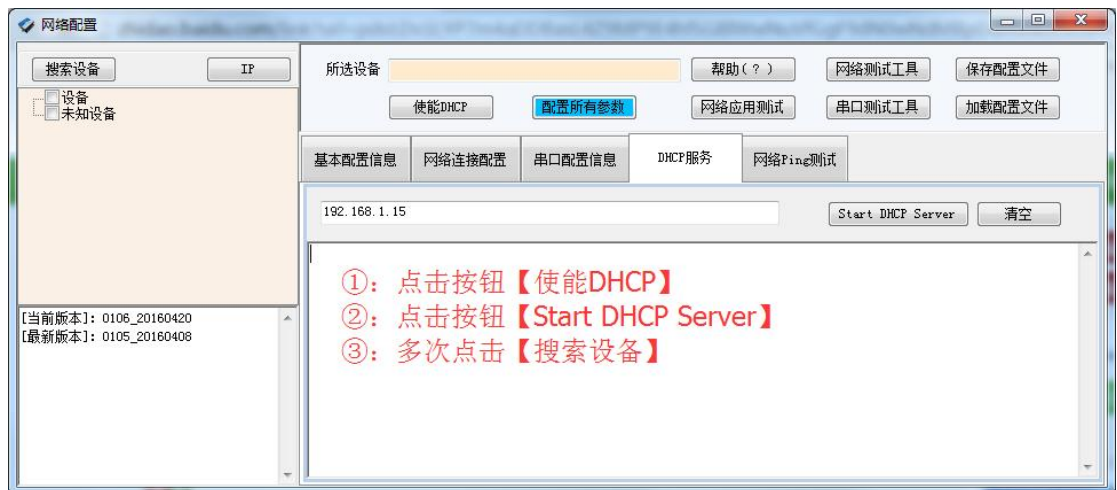 网络配置
搜索设备
IP
设备
未知设备
[当前版本]: 0106_20160420
[最新版本]: 0105_20160408
所选设备
帮助(?)
网络测试工具
保存配置文件
使能DHCP
配置所有参数
网络应用测试
串口测试工具
加载配置文件
基本配置信息
网络连接配置
串口配置信息
DHCP服务
网络Ping测试
192.168.1.15
Start DHCP Server
清空
①：点击按钮【使能DHCP】
②：点击按钮【Start DHCP Server】
③：多次点击【搜索设备】